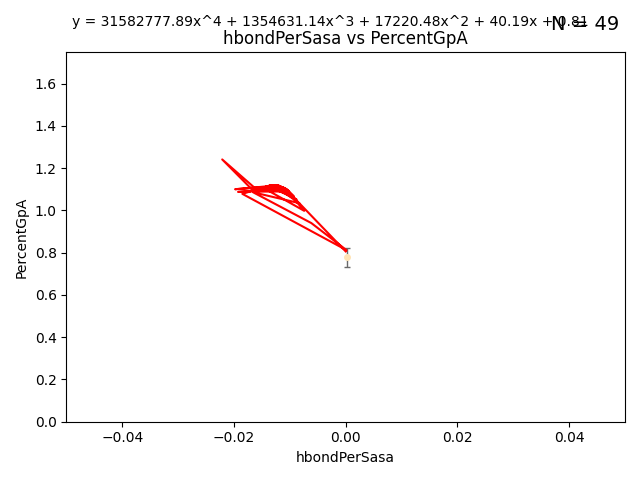 y = 31582777.89x^4 + 1354631.14x^3 + 17220.48x^2 + 40.19x + 0.81
N = 49
hbondPerSasa vs PercentGpA
1.6
1.4
1.2
1.0
0.8
0.6
0.4
0.2
0.0
PercentGpA
−0.04 −0.02 0.00 0.02 0.04
hbondPerSasa